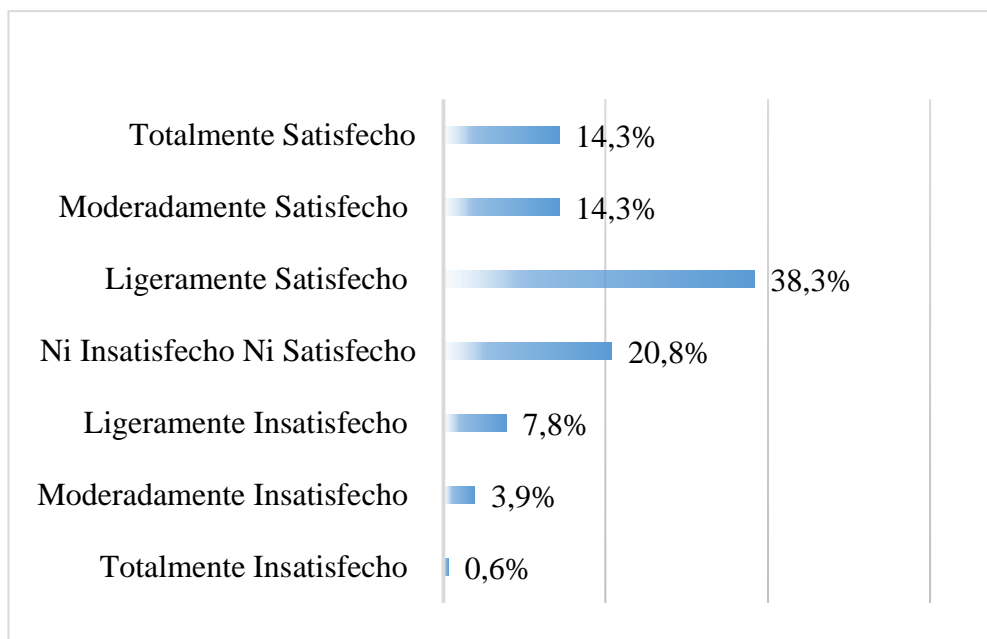 Totalmente Satisfecho 14,3%
Moderadamente Satisfecho 14,3%
Ligeramente Satisfecho 38,3%
Ni Insatisfecho Ni Satisfecho 20,8%
Ligeramente Insatisfecho 7,8%
Moderadamente Insatisfecho 3,9%
Totalmente Insatisfecho 0,6%